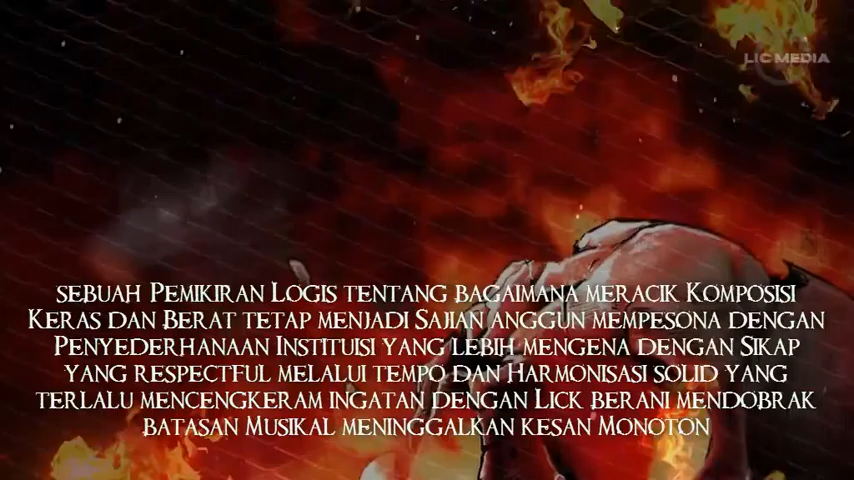 LIC MEDIA
SEBUAH PEMIKIRAN LOGIS TENTANG BAGAIMANA MERACIK KOMPOSISI
KERAS DAN BERAT TETAP MENJADI SAJIAN ANGGUN MEMPESONA DENGAN
PENYEDERHANAAN INSTITUISI YANG LEBIH MENGENA DENGAN SIKAP
YANG RESPECTFUL MELALUI TEMPO DAN HARMONISASI SOLID YANG
TERLALU MENCENGKERAM INGATAN DENGAN LICK BERANI MENDOBRAK
BATASAN MUSIKAL MENINGGALKAN KESAN MONOTON